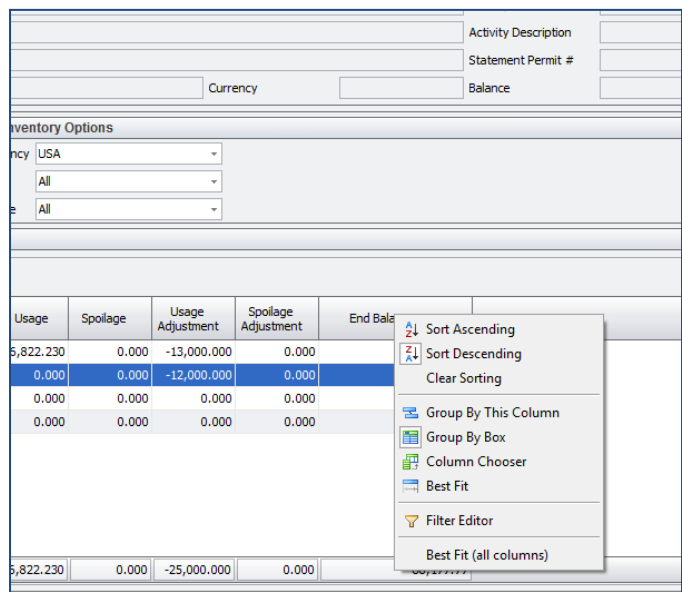 Activity Description
Statement Permit #
Currency Balance
nventory Options
ncy USA
All
e All
Usage Spoilage Usage Adjustment Spoilage Adjustment End Bala
5,822.230 0.000 -13,000.000 0.000
0.000 0.000 -12,000.000 0.000
0.000 0.000 0.000 0.000
0.000 0.000 0.000 0.000
Sort Ascending
Sort Descending
Clear Sorting
Group By This Column
Group By Box
Column Chooser
Best Fit
Filter Editor
Best Fit (all columns)
5,822.230 0.000 -25,000.000 0.000